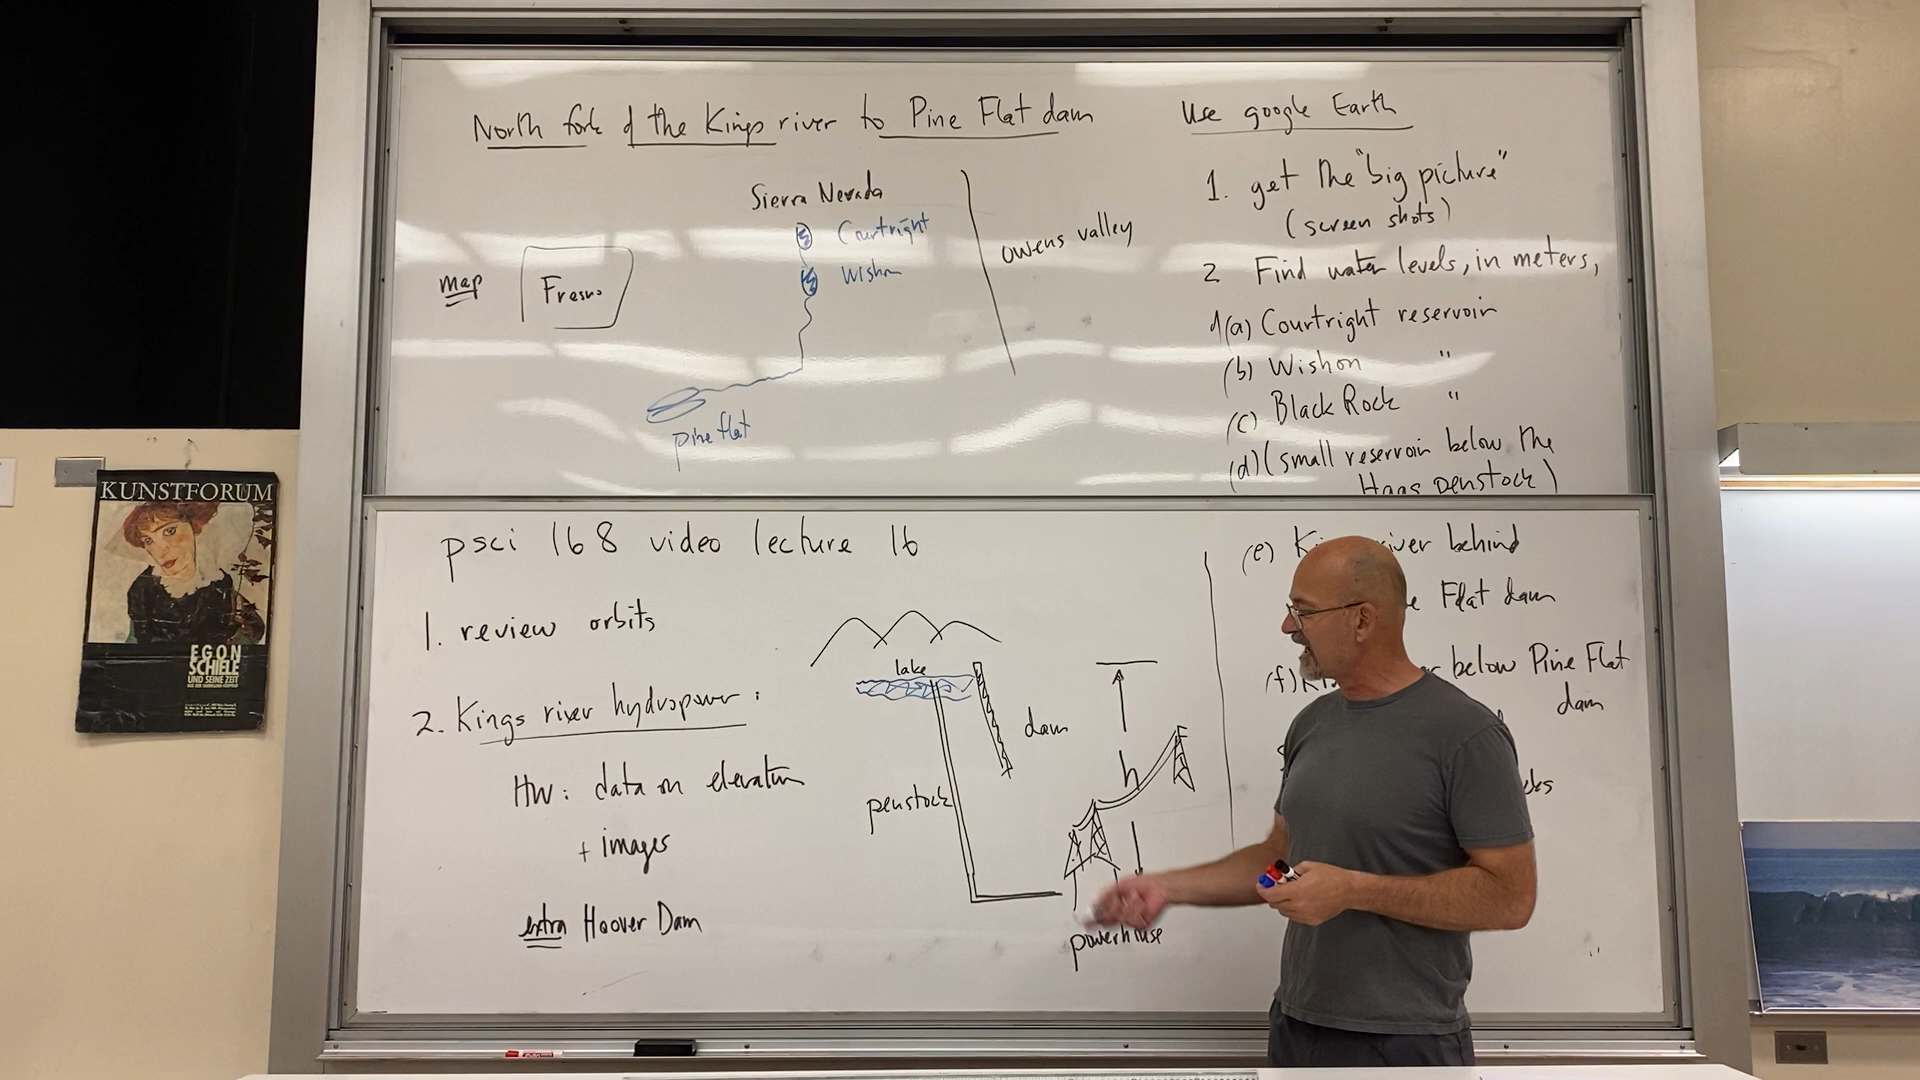 North fork of the Kings river to Pine Flat dam
Sierra Nevada
Courtright
Wishon
map
Fresno
owens valley
pine flat
Use google Earth
1. get the "big picture"
(screen shots)
2 Find water levels, in meters,
of (a) Courtright reservoir
(b) Wishon "
(c) Black Rock "
(d) (small reservoir below the
Haas penstock)
psci 168 video lecture 16
1. review orbits
2. Kings river hydropower:
HW: data on elevation
+ images
extra Hoover Dam
lake
dam
penstock
h
powerhouse
(e) river behind
Flat dam
(f) below Pine Flat
dam
KUNSTFORUM
EGON
SCHIELE
UND SEINE ZEIT